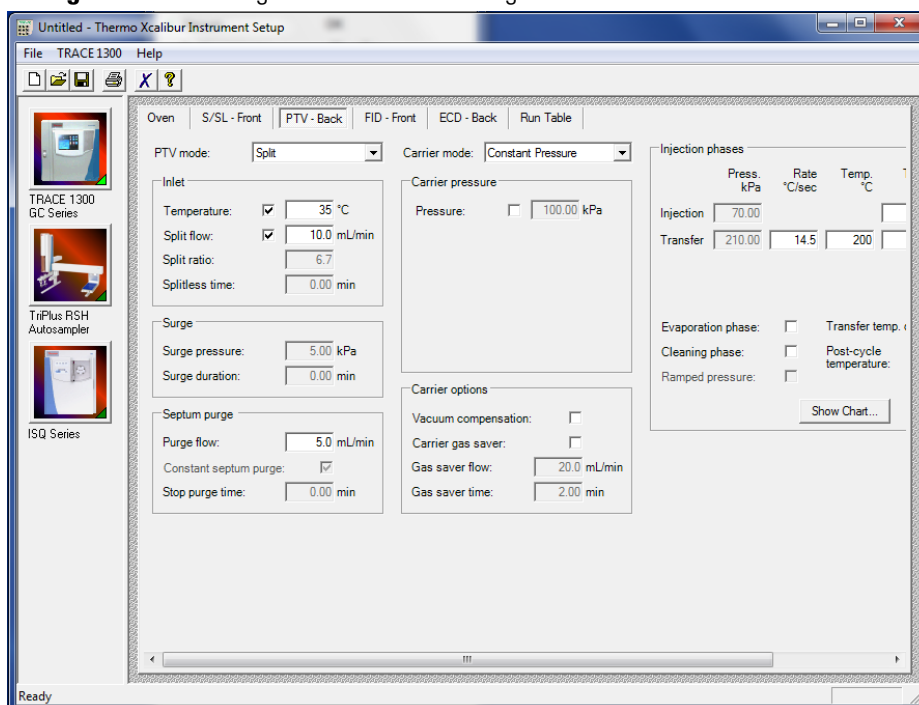 Untitled - Thermo Xcalibur Instrument Setup
File TRACE 1300 Help
TRACE 1300
GC Series
TriPlus RSH
Autosampler
ISQ Series
Oven S/SL - Front PTV - Back FID - Front ECD - Back Run Table
PTV mode: Split
Inlet
Temperature: 35 °C
Split flow: 10.0 mL/min
Split ratio: 6.7
Splitless time: 0.00 min
Surge
Surge pressure: 5.00 kPa
Surge duration: 0.00 min
Septum purge
Purge flow: 5.0 mL/min
Constant septum purge:
Stop purge time: 0.00 min
Carrier mode: Constant Pressure
Carrier pressure
Pressure: 100.00 kPa
Carrier options
Vacuum compensation:
Carrier gas saver:
Gas saver flow: 20.0 mL/min
Gas saver time: 2.00 min
Injection phases
Press. Rate Temp.
kPa °C/sec °C
Injection 70.00
Transfer 210.00 14.5 200
Evaporation phase: Transfer temp.
Cleaning phase: Post-cycle
temperature:
Ramped pressure:
Show Chart...
Ready